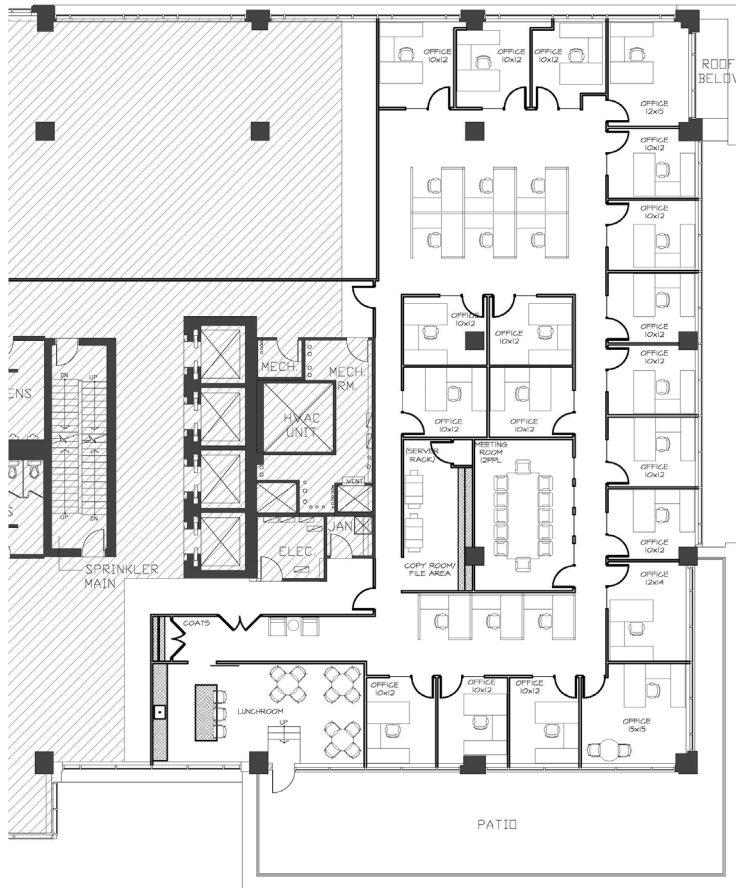 OFFICE
10x12
OFFICE
10x12
OFFICE
10x12
OFFICE
12x15
ROOF
BELOW
OFFICE
10x12
OFFICE
10x12
OFFICE
10x12
OFFICE
10x12
OFFICE
10x12
OFFICE
10x12
OFFICE
10x12
OFFICE
10x12
OFFICE
10x12
OFFICE
10x12
MECH.
MECH.
RM.
HVAC
UNIT
VENT
DN
UP
ENS
S
UP
DN
SPRINKLER
MAIN
ELEC.
JAN.
(SERVER
RACK)
MEETING
ROOM
12PPL
COPY ROOM/
FILE AREA
OFFICE
12x14
COATS
LUNCHROOM
UP
OFFICE
10x12
OFFICE
10x12
OFFICE
10x12
OFFICE
15x15
PATIO